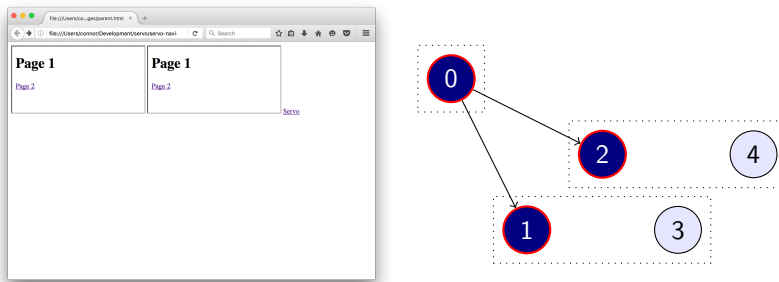 file:///Users/co...ges/parent.html × +
file:///Users/connor/Development/servo/servo-navi Search
Page 1 Page 1
Page 2 Page 2
Servo
0
2 4
1 3